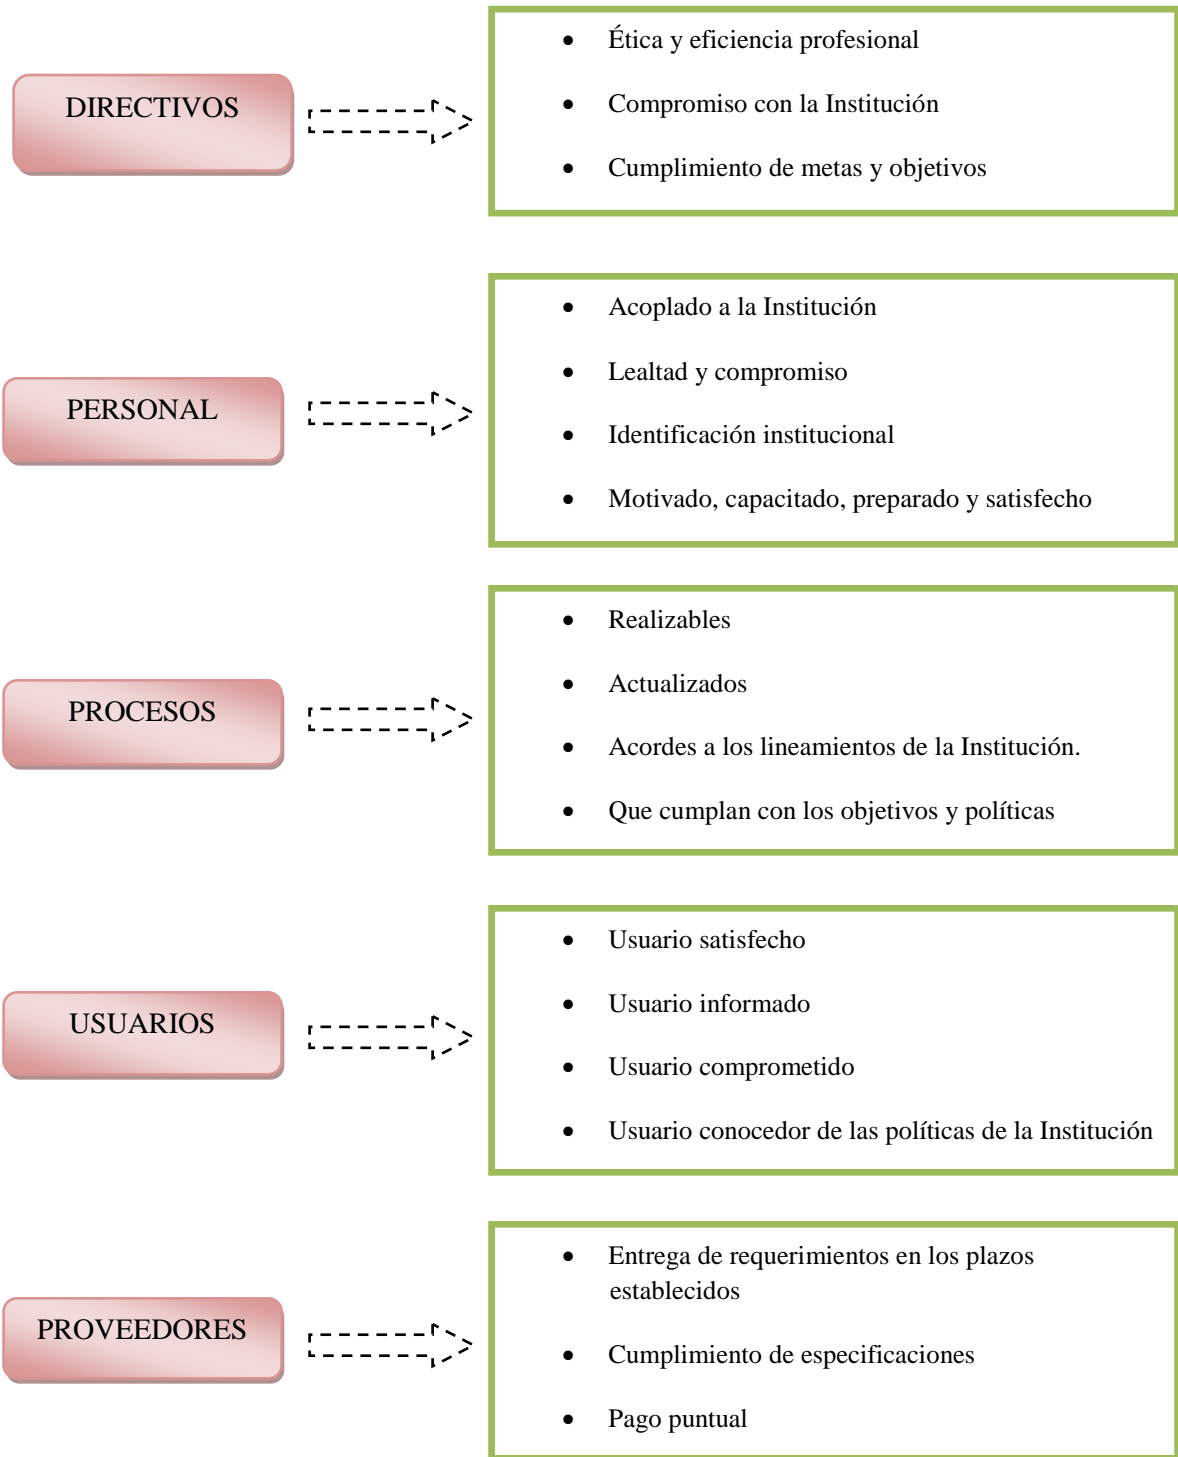 DIRECTIVOS
• Ética y eficiencia profesional
• Compromiso con la Institución
• Cumplimiento de metas y objetivos
PERSONAL
• Acoplado a la Institución
• Lealtad y compromiso
• Identificación institucional
• Motivado, capacitado, preparado y satisfecho
PROCESOS
• Realizables
• Actualizados
• Acordes a los lineamientos de la Institución.
• Que cumplan con los objetivos y políticas
USUARIOS
• Usuario satisfecho
• Usuario informado
• Usuario comprometido
• Usuario conocedor de las políticas de la Institución
PROVEEDORES
• Entrega de requerimientos en los plazos
establecidos
• Cumplimiento de especificaciones
• Pago puntual